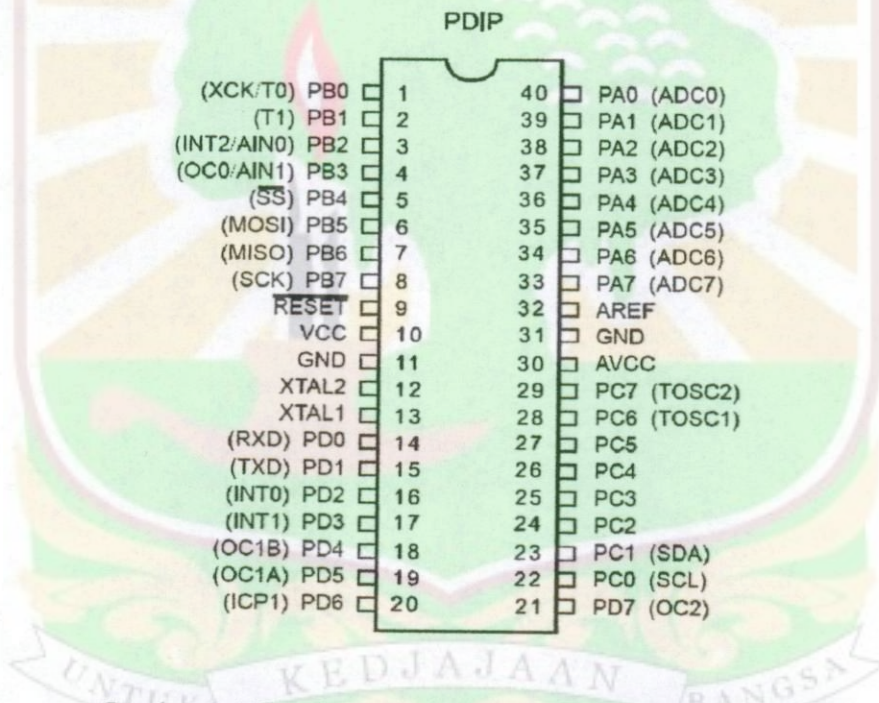 PDIP
(XCK/T0) PB0 1 40 PA0 (ADC0)
(T1) PB1 2 39 PA1 (ADC1)
(INT2/AIN0) PB2 3 38 PA2 (ADC2)
(OC0/AIN1) PB3 4 37 PA3 (ADC3)
(SS) PB4 5 36 PA4 (ADC4)
(MOSI) PB5 6 35 PA5 (ADC5)
(MISO) PB6 7 34 PA6 (ADC6)
(SCK) PB7 8 33 PA7 (ADC7)
RESET 9 32 AREF
VCC 10 31 GND
GND 11 30 AVCC
XTAL2 12 29 PC7 (TOSC2)
XTAL1 13 28 PC6 (TOSC1)
(RXD) PD0 14 27 PC5
(TXD) PD1 15 26 PC4
(INT0) PD2 16 25 PC3
(INT1) PD3 17 24 PC2
(OC1B) PD4 18 23 PC1 (SDA)
(OC1A) PD5 19 22 PC0 (SCL)
(ICP1) PD6 20 21 PD7 (OC2)
UNTUK KEDJAJAAN BANGSA